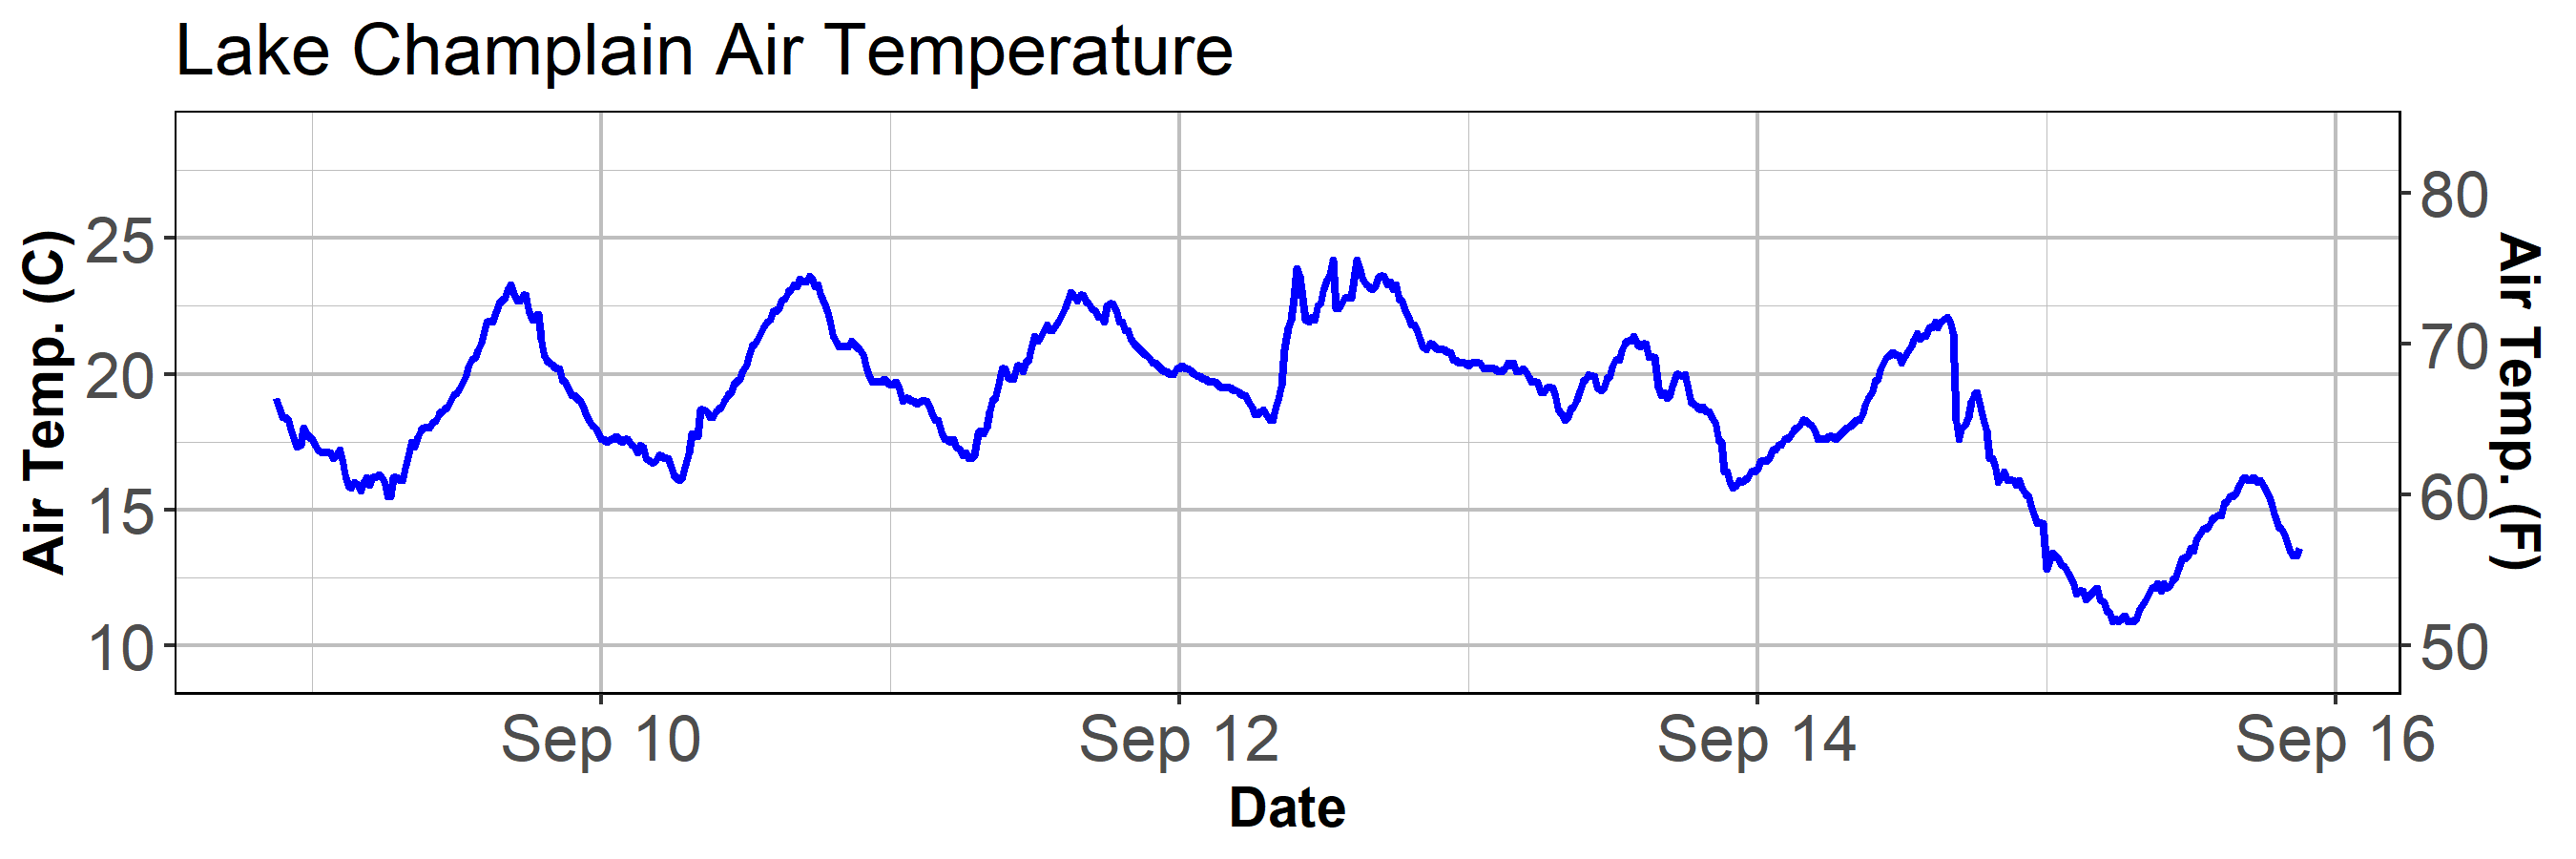 Lake Champlain Air Temperature
Air Temp. (C)
25
20
15
10
80
70
60
50
Air Temp. (F)
Sep 10
Sep 12
Sep 14
Sep 16
Date